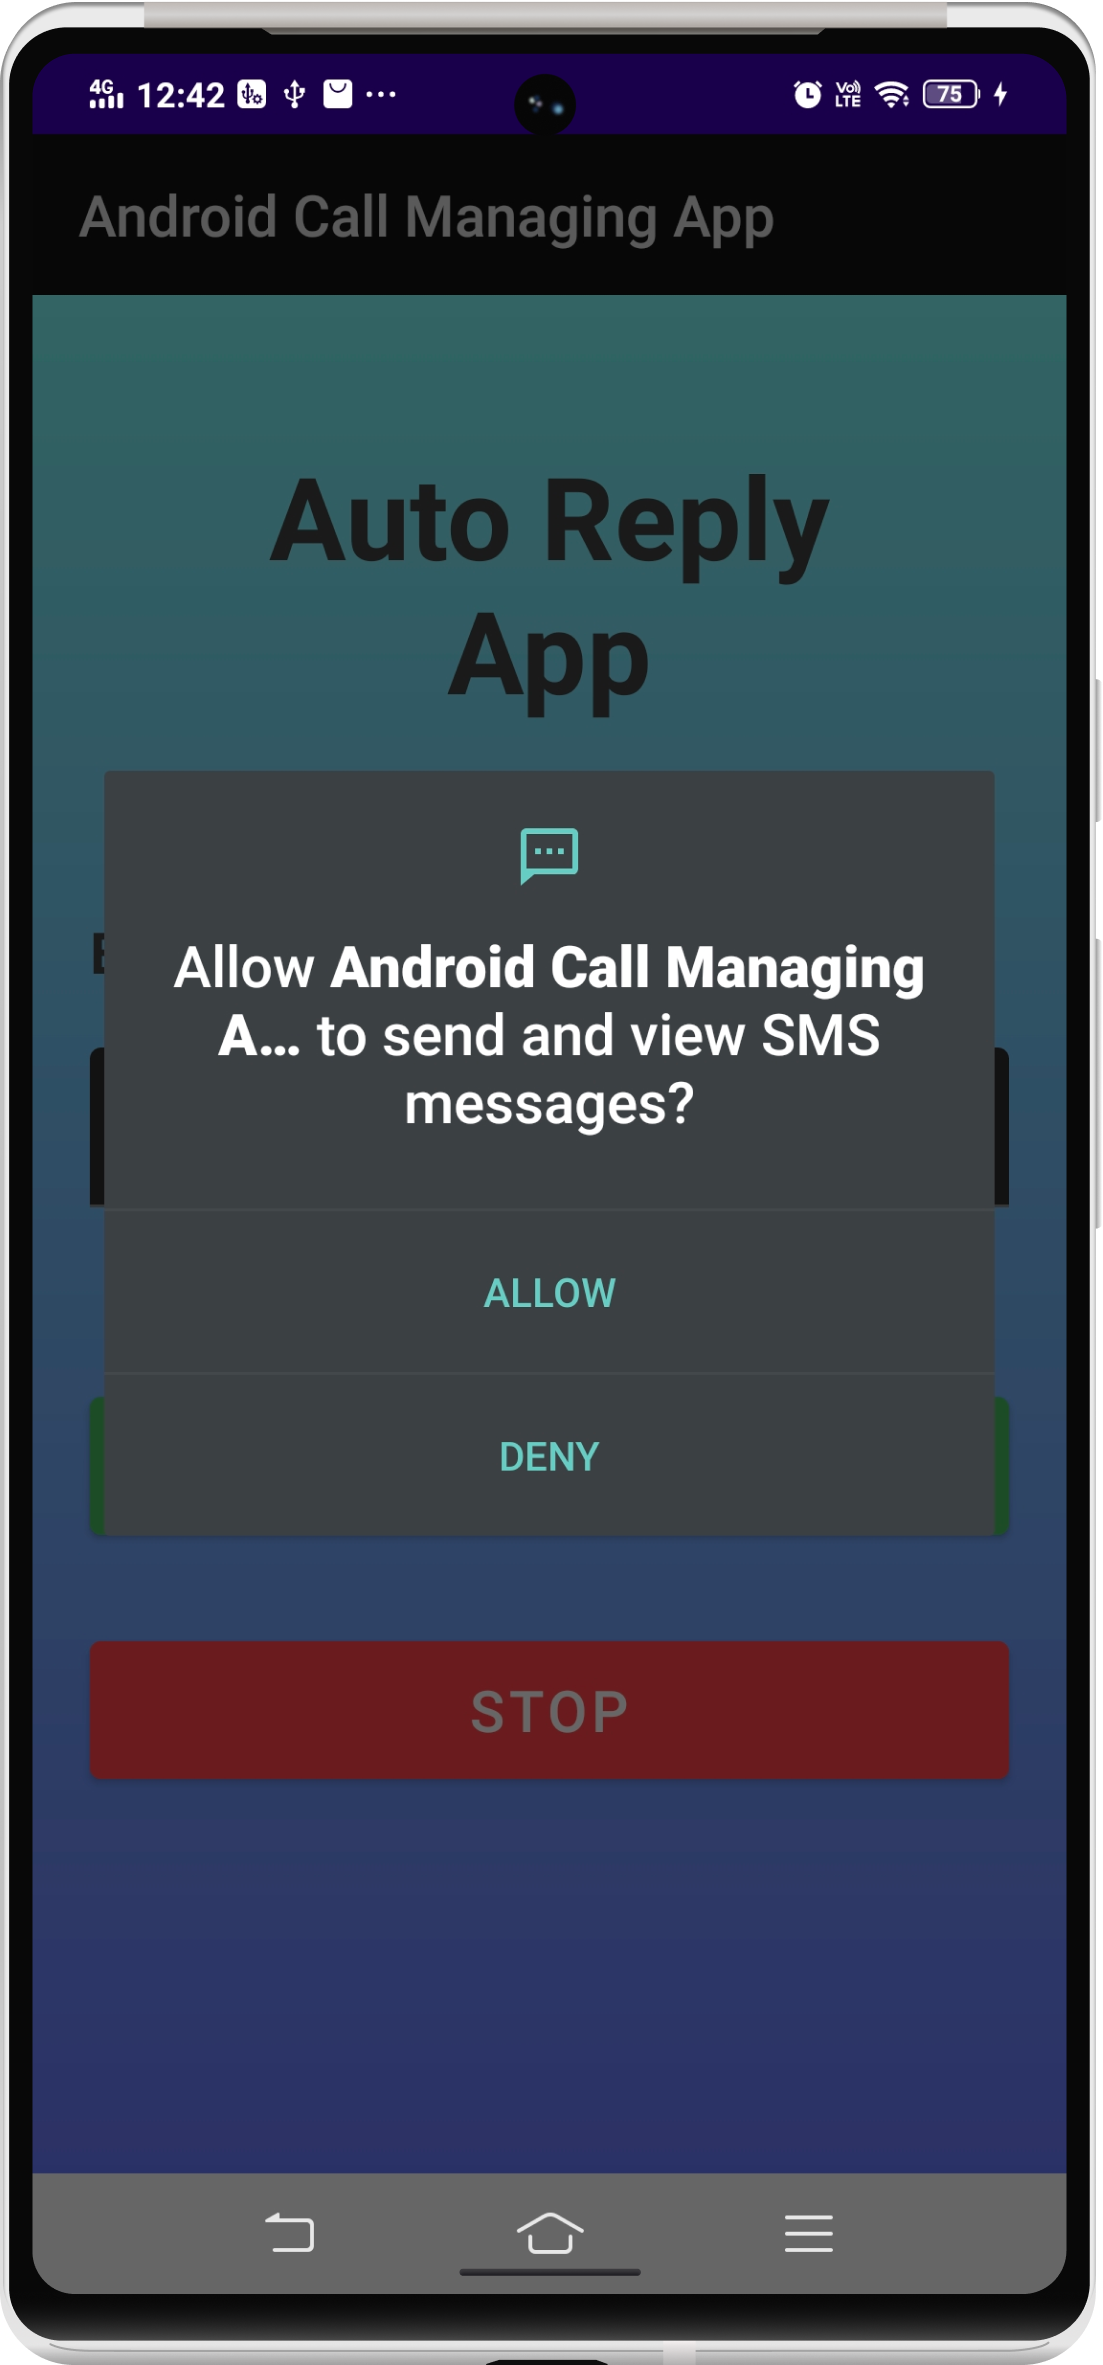 4G 12:42 Vo) LTE 75
Android Call Managing App
Auto Reply
App
Allow Android Call Managing
A... to send and view SMS
messages?
ALLOW
DENY
STOP